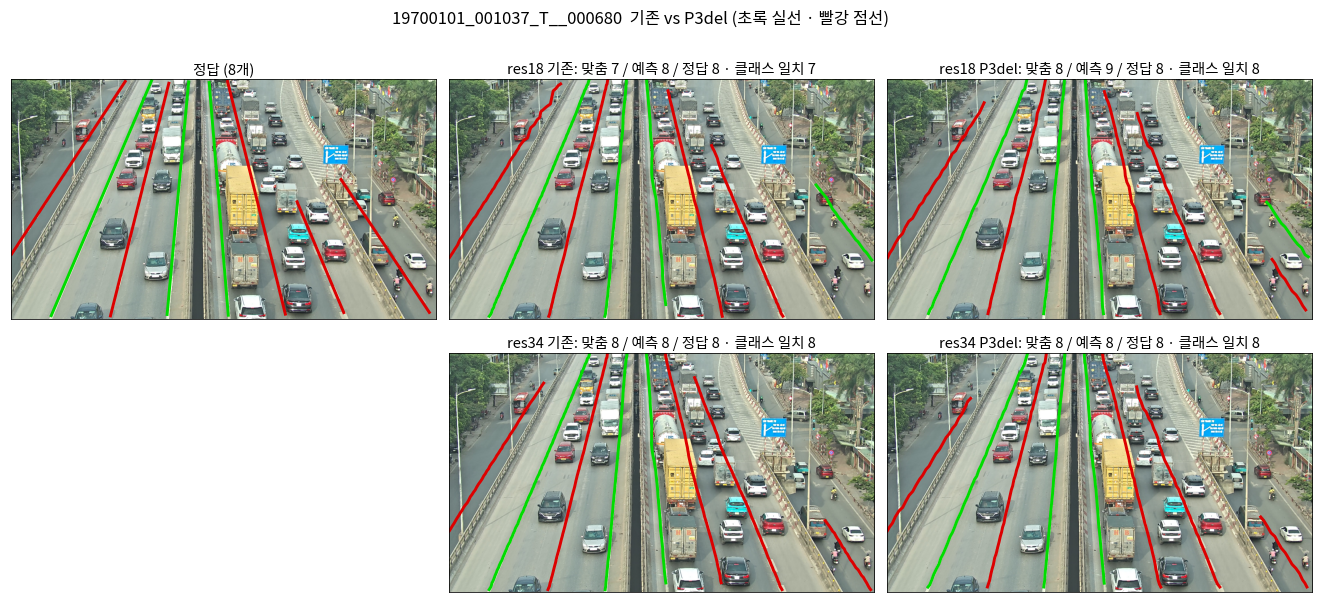 19700101_001037_T__000680 기존 vs P3del (초록 실선 · 빨강 점선)
정답 (8개)
res18 기존: 맞춤 7 / 예측 8 / 정답 8 · 클래스 일치 7
res18 P3del: 맞춤 8 / 예측 9 / 정답 8 · 클래스 일치 8
res34 기존: 맞춤 8 / 예측 8 / 정답 8 · 클래스 일치 8
res34 P3del: 맞춤 8 / 예측 8 / 정답 8 · 클래스 일치 8